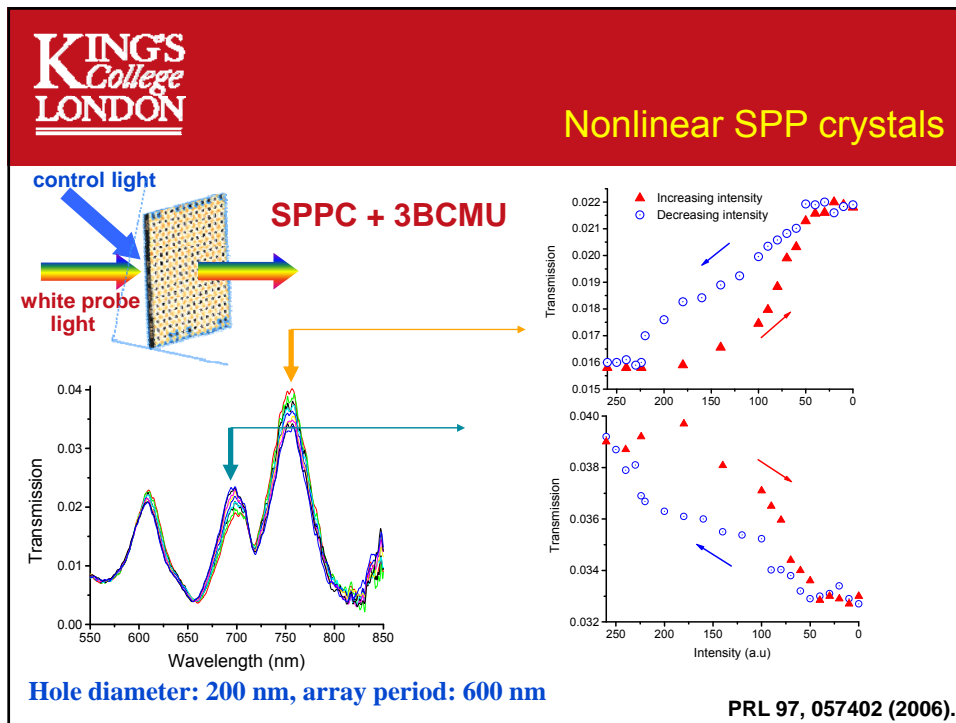 KING'S
College
LONDON
Nonlinear SPP crystals
control light
SPPC + 3BCMU
white probe
light
Transmission
0.04
0.03
0.02
0.01
0.00
550 600 650 700 750 800 850
Wavelength (nm)
Increasing intensity
Decreasing intensity
Transmission
0.022
0.021
0.020
0.019
0.018
0.017
0.016
0.015
250 200 150 100 50 0
Transmission
0.040
0.038
0.036
0.034
0.032
250 200 150 100 50 0
Intensity (a.u)
Hole diameter: 200 nm, array period: 600 nm
PRL 97, 057402 (2006).